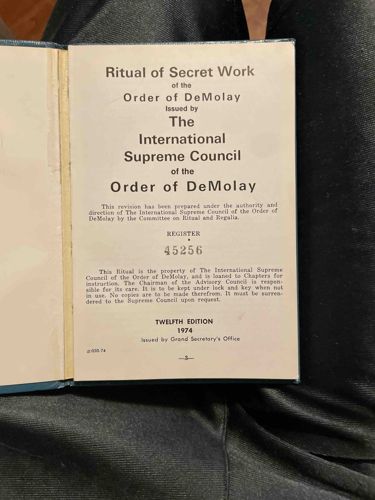 Ritual of Secret Work
of the
Order of DeMolay
Issued by
The
International
Supreme Council
of the
Order of DeMolay
This revision has been prepared under the authority and
direction of The International Supreme Council of the Order of
DeMolay by the Committee on Ritual and Regalia.
REGISTER
45256
This Ritual is the property of The International Supreme
Council of the Order of DeMolay, and is loaned to Chapters for
instruction. The Chairman of the Advisory Council is respon-
sible for its care. It is to be kept under lock and key when not
in use. No copies are to be made therefrom. It must be surren-
dered to the Supreme Council upon request.
TWELFTH EDITION
1974
Issued by Grand Secretary's Office
—3—